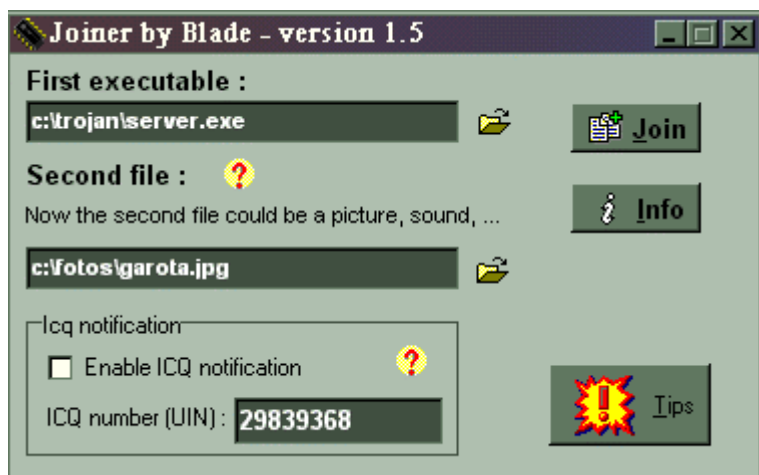 Joiner by Blade - version 1.5
First executable :
c:\trojan\server.exe
Join
Second file :
Now the second file could be a picture, sound, ...
Info
c:\fotos\garota.jpg
Icq notification
Enable ICQ notification
ICQ number (UIN) : 29839368
Tips